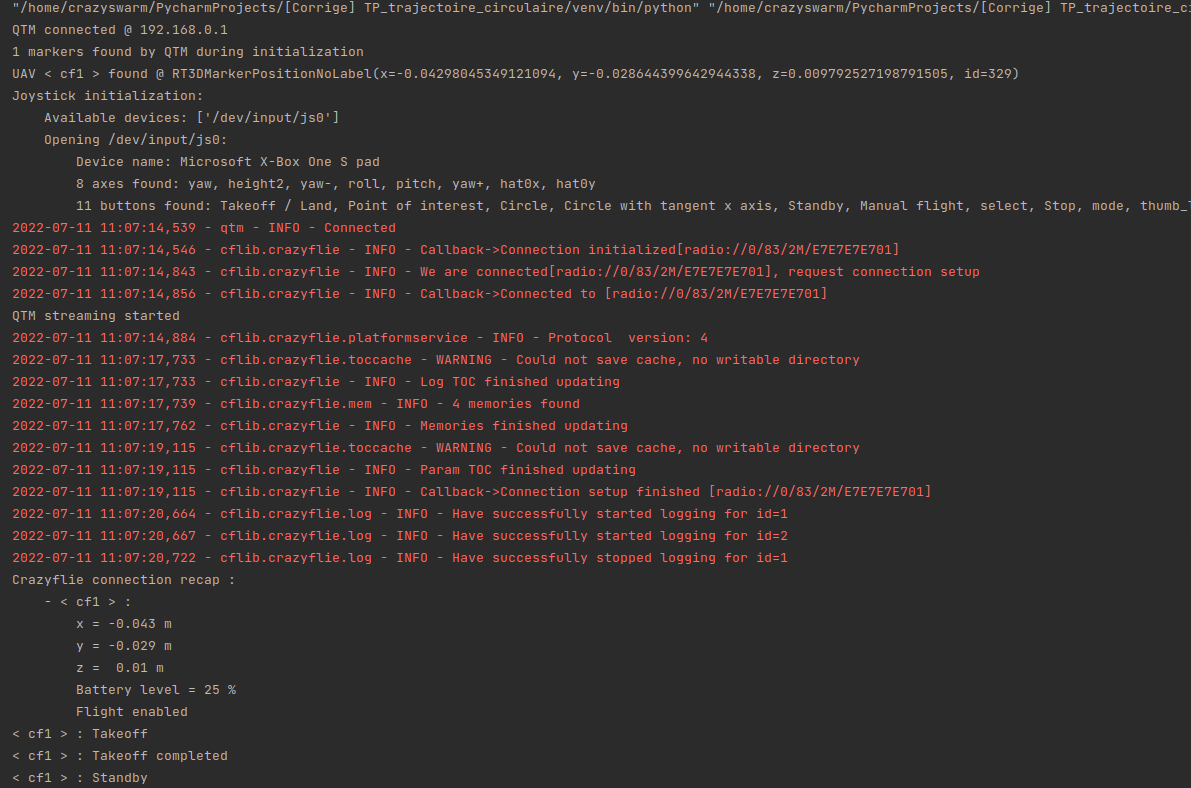 "/home/crazyswarm/PycharmProjects/[Corrige] TP_trajectoire_circulaire/venv/bin/python" "/home/crazyswarm/PycharmProjects/[Corrige] TP_trajectoire_ci
QTM connected @ 192.168.0.1
1 markers found by QTM during initialization
UAV < cf1 > found @ RT3DMarkerPositionNoLabel(x=-0.04298045349121094, y=-0.028644399642944338, z=0.009792527198791505, id=329)
Joystick initialization:
    Available devices: ['/dev/input/js0']
    Opening /dev/input/js0:
        Device name: Microsoft X-Box One S pad
        8 axes found: yaw, height2, yaw-, roll, pitch, yaw+, hat0x, hat0y
        11 buttons found: Takeoff / Land, Point of interest, Circle, Circle with tangent x axis, Standby, Manual flight, select, Stop, mode, thumb_
2022-07-11 11:07:14,539 - qtm - INFO - Connected
2022-07-11 11:07:14,546 - cflib.crazyflie - INFO - Callback->Connection initialized[radio://0/83/2M/E7E7E7E701]
2022-07-11 11:07:14,843 - cflib.crazyflie - INFO - We are connected[radio://0/83/2M/E7E7E7E701], request connection setup
2022-07-11 11:07:14,856 - cflib.crazyflie - INFO - Callback->Connected to [radio://0/83/2M/E7E7E7E701]
QTM streaming started
2022-07-11 11:07:14,884 - cflib.crazyflie.platformservice - INFO - Protocol  version: 4
2022-07-11 11:07:17,733 - cflib.crazyflie.toccache - WARNING - Could not save cache, no writable directory
2022-07-11 11:07:17,733 - cflib.crazyflie - INFO - Log TOC finished updating
2022-07-11 11:07:17,739 - cflib.crazyflie.mem - INFO - 4 memories found
2022-07-11 11:07:17,762 - cflib.crazyflie - INFO - Memories finished updating
2022-07-11 11:07:19,115 - cflib.crazyflie.toccache - WARNING - Could not save cache, no writable directory
2022-07-11 11:07:19,115 - cflib.crazyflie - INFO - Param TOC finished updating
2022-07-11 11:07:19,115 - cflib.crazyflie - INFO - Callback->Connection setup finished [radio://0/83/2M/E7E7E7E701]
2022-07-11 11:07:20,664 - cflib.crazyflie.log - INFO - Have successfully started logging for id=1
2022-07-11 11:07:20,667 - cflib.crazyflie.log - INFO - Have successfully started logging for id=2
2022-07-11 11:07:20,722 - cflib.crazyflie.log - INFO - Have successfully stopped logging for id=1
Crazyflie connection recap :
    - < cf1 > :
        x = -0.043 m
        y = -0.029 m
        z =  0.01 m
        Battery level = 25 %
        Flight enabled
< cf1 > : Takeoff
< cf1 > : Takeoff completed
< cf1 > : Standby